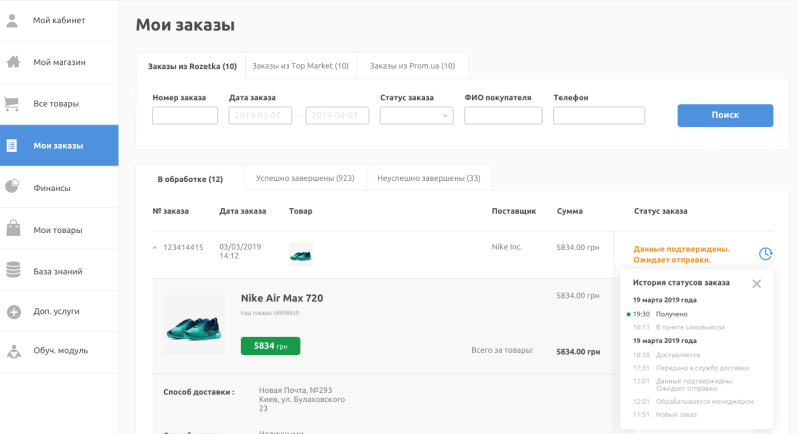 Мой кабинет
Мой магазин
Все товары
Мои заказы
Финансы
Мои товары
База знаний
Доп. услуги
Обуч. модуль
Мои заказы
Заказы из Rozetka (10) Заказы из Top Market (10) Заказы из Prom.ua (10)
Номер заказа Дата заказа Статус заказа ФИО покупателя Телефон
2019-03-07 - 2019-04-03 Поиск
В обработке (12) Успешно завершены (923) Неуспешно завершены (33)
№ заказа Дата заказа Товар Поставщик Сумма Статус заказа
123414415 03/03/2019 Nike Inc. 5834.00 грн Данные подтверждены.
14:12 Ожидает отправки.
Nike Air Max 720 5834.00 грн
Код товара: 58898650
5834 грн
Всего за товары: 5834.00 грн
Способ доставки : Новая Почта, №293
Киев, ул. Булаховского
23
Наличными
История статусов заказа
19 марта 2019 года
19:30 Получено
16:11 В пункте самовывоза
19 марта 2019 года
18:38 Доставляется
17:31 Передано в службу доставки
12:01 Данные подтверждены.
Ожидает отправки
12:01 Обрабатывается менеджером
11:51 Новый заказ